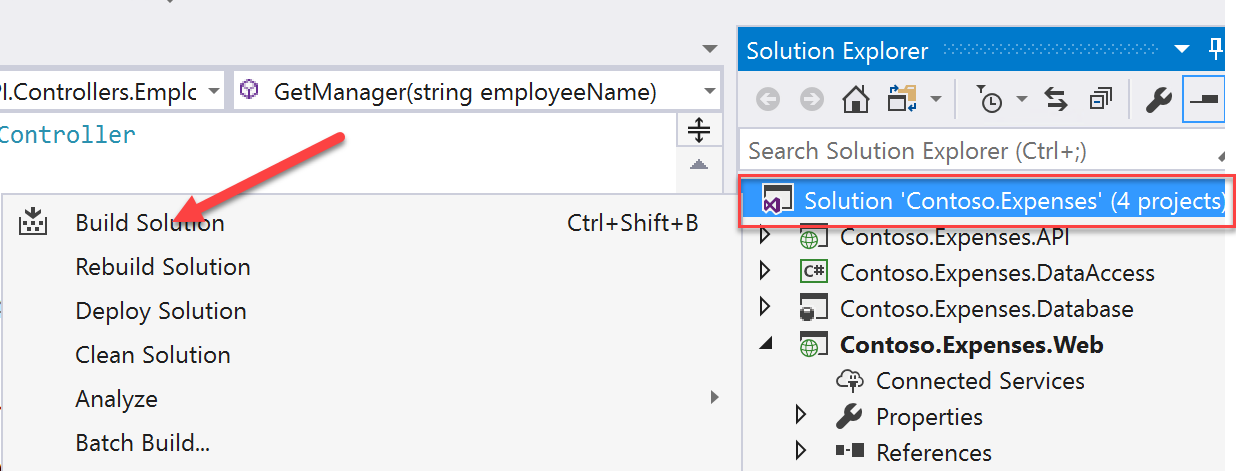 Solution Explorer
I.Controllers.Emplc
GetManager(string employeeName)
Controller
Search Solution Explorer (Ctrl+;)
Solution 'Contoso.Expenses' (4 projects)
Build Solution Ctrl+Shift+B
Rebuild Solution
Deploy Solution
Clean Solution
Analyze
Batch Build...
Contoso.Expenses.API
C# Contoso.Expenses.DataAccess
Contoso.Expenses.Database
Contoso.Expenses.Web
Connected Services
Properties
References